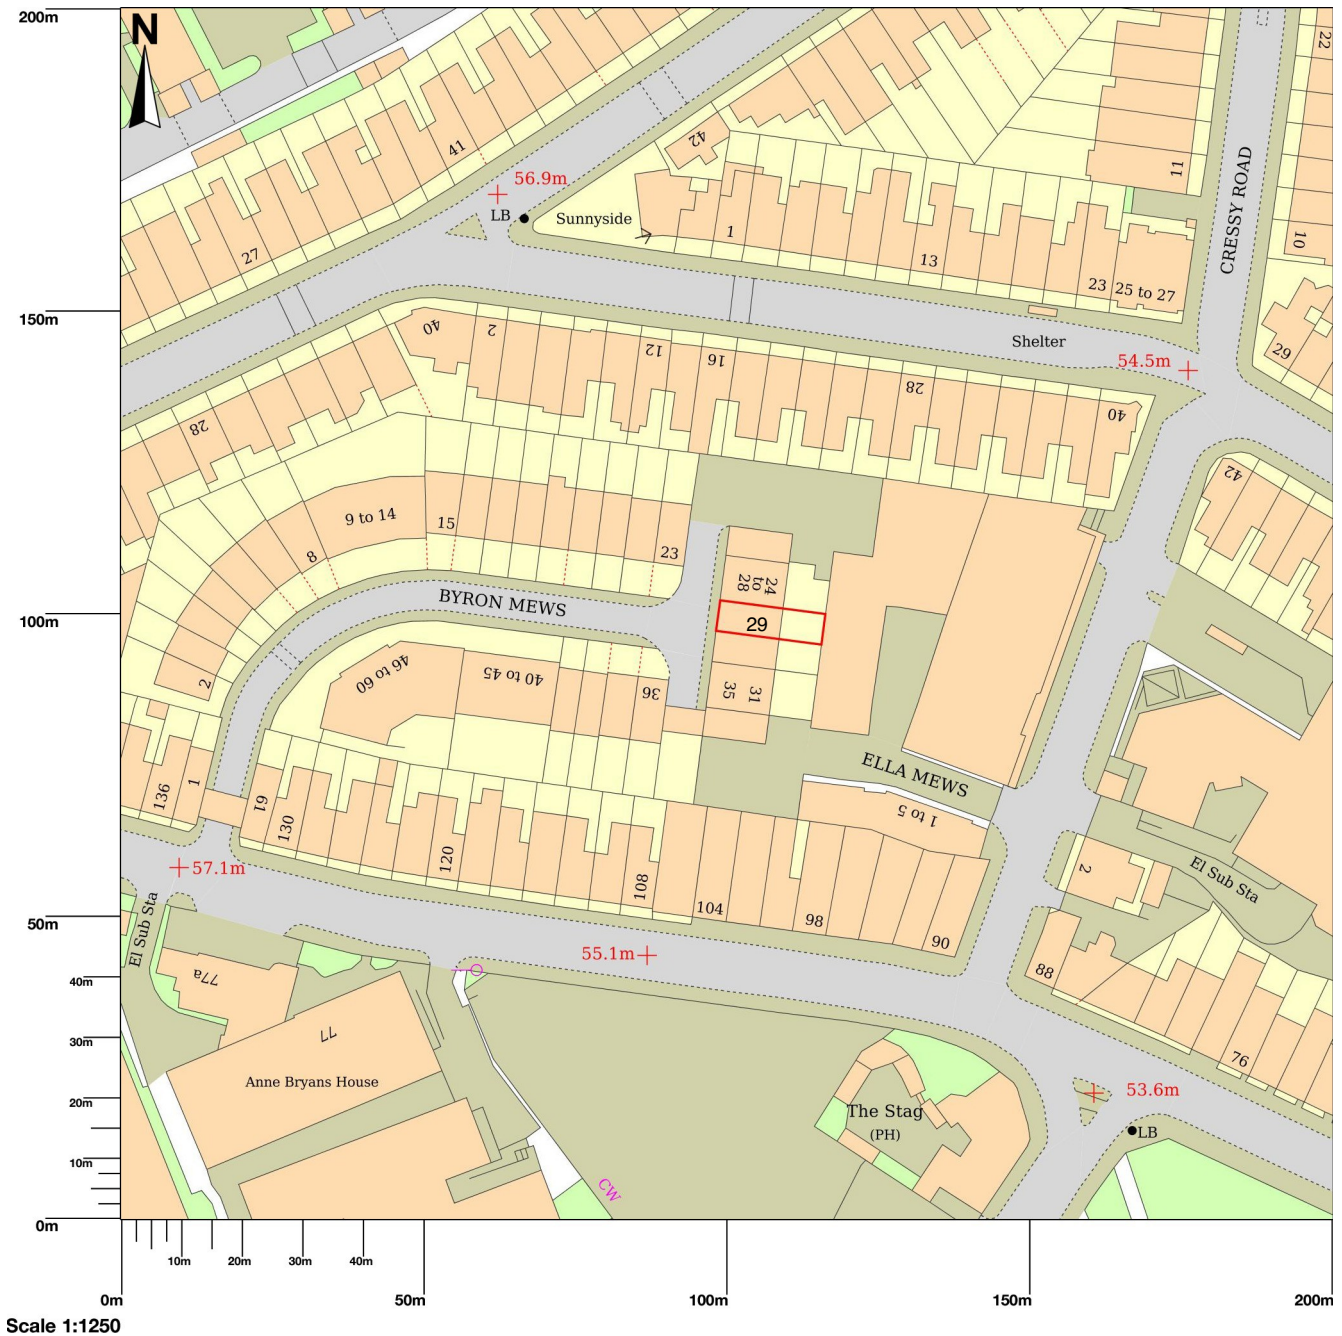 200m
N
22
42
41
11
CRESSY ROAD
56.9m
LB
Sunnyside
1
27
13
10
23
25 to 27
150m
40
2
12
16
Shelter
29
54.5m
28
40
28
42
9 to 14
15
8
23
24
to
28
BYRON MEWS
100m
29
46 to 60
40 to 45
36
35
31
2
ELLA MEWS
1 to 5
136
1
61
130
120
108
104
98
90
2
El Sub Sta
57.1m
El Sub Sta
50m
55.1m
88
40m
77a
77
30m
76
Anne Bryans House
20m
The Stag
(PH)
53.6m
LB
10m
CW
0m
10m
20m
30m
40m
0m
50m
100m
150m
200m
Scale 1:1250